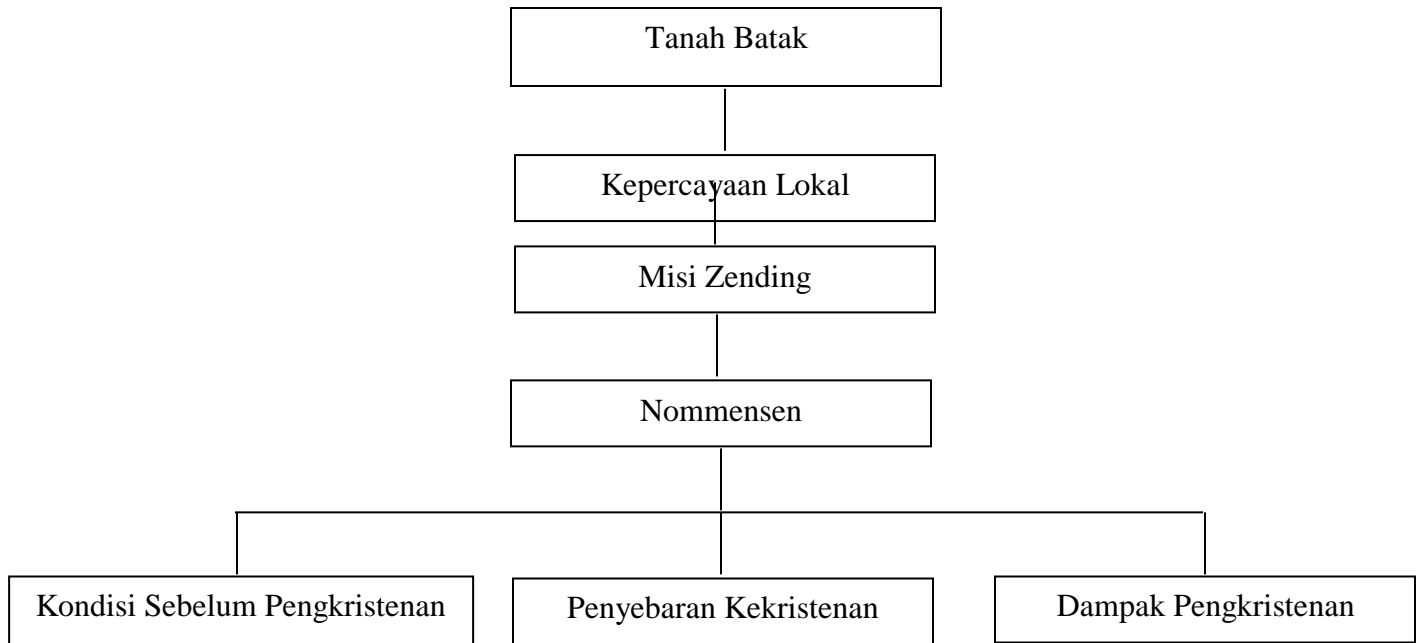 Tanah Batak
Kepercayaan Lokal
Misi Zending
Nommensen
Kondisi Sebelum Pengkristenan
Penyebaran Kekristenan
Dampak Pengkristenan